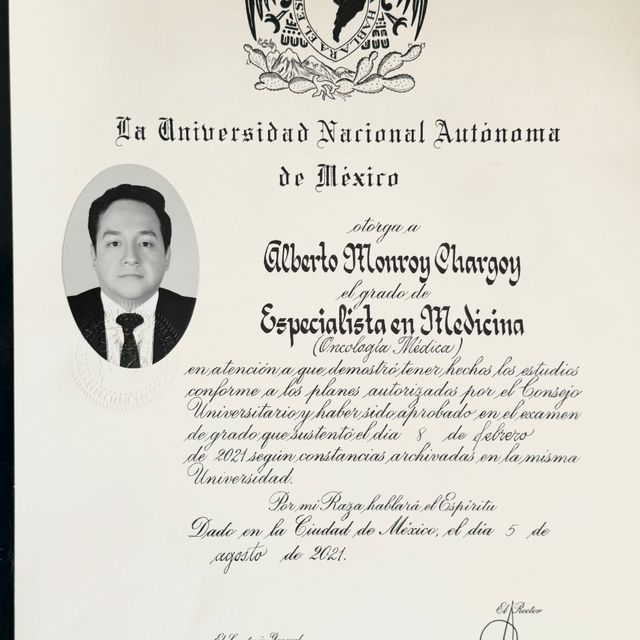 HABLARA EL ES
La Universidad Nacional Autónoma
de México
otorga a
Alberto Monroy Chargoy
el grado de
Especialista en Medicina
(Oncología Médica)
en atención a que demostró tener hechos los estudios
conforme a los planes autorizados por el Consejo
Universitario y haber sido aprobado en el examen
de grado que sustentó el día 8 de febrero
de 2021 según constancias archivadas en la misma
Universidad.
Por mi Raza hablará el Espíritu
Dado en la Ciudad de México, el día 5 de
agosto de 2021.
El Rector